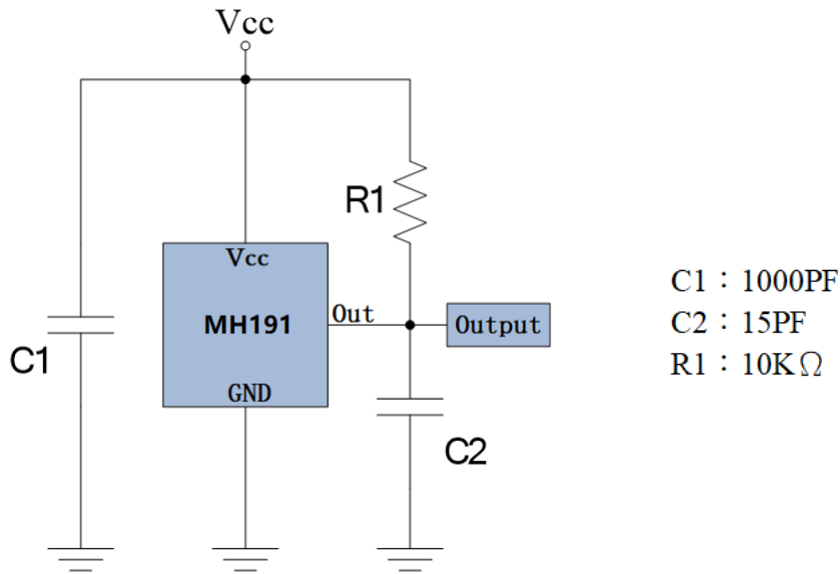 Vcc
R1
Vcc
MH191
Out
Output
GND
C1
C2
C1：1000PF
C2：15PF
R1：10KΩ